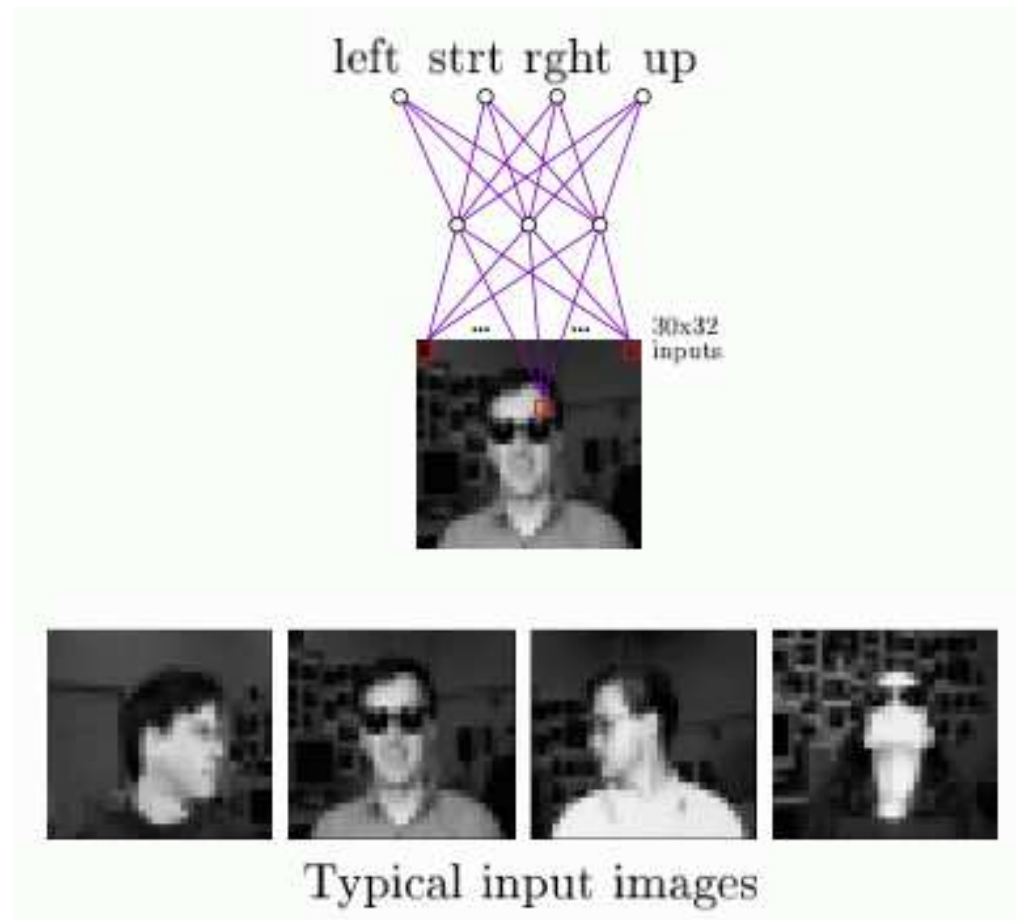 left strt rght up
... ...
30x32
inputs
Typical input images